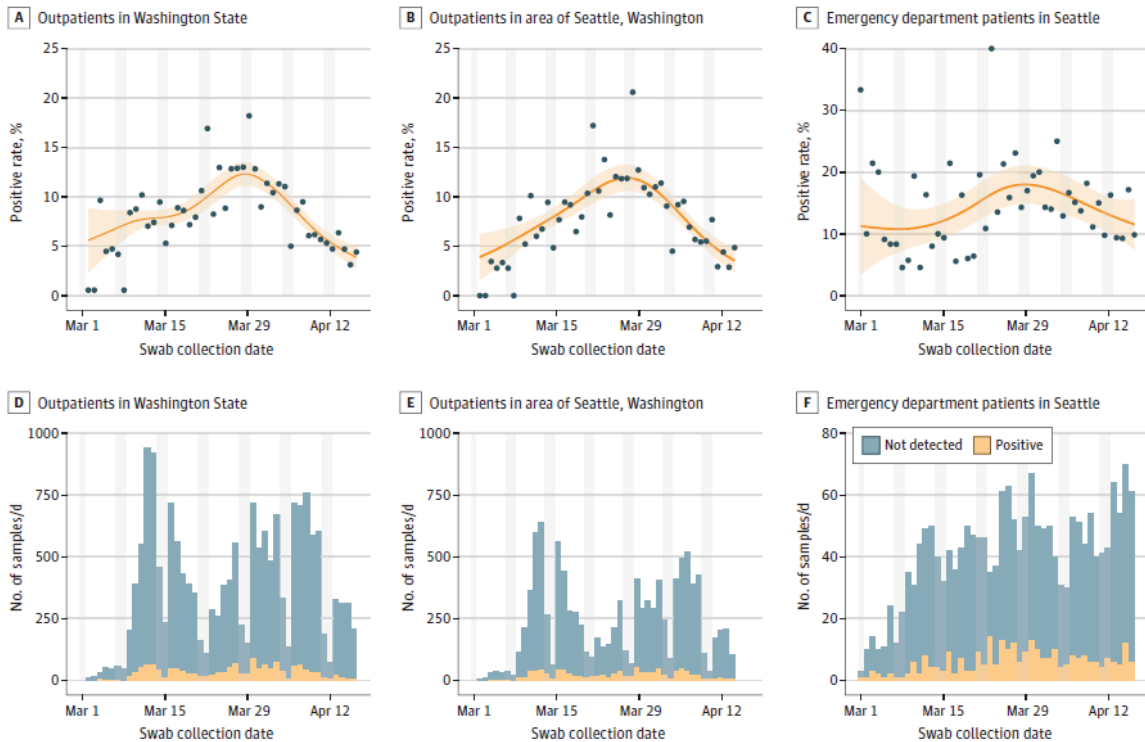 A Outpatients in Washington State
25
20
15
10
5
0
Positive rate, %
Mar 1 Mar 15 Mar 29 Apr 12
Swab collection date
B Outpatients in area of Seattle, Washington
25
20
15
10
5
0
Positive rate, %
Mar 1 Mar 15 Mar 29 Apr 12
Swab collection date
C Emergency department patients in Seattle
40
30
20
10
0
Positive rate, %
Mar 1 Mar 15 Mar 29 Apr 12
Swab collection date
D Outpatients in Washington State
1000
750
500
250
0
No. of samples/d
Mar 1 Mar 15 Mar 29 Apr 12
Swab collection date
E Outpatients in area of Seattle, Washington
1000
750
500
250
0
No. of samples/d
Mar 1 Mar 15 Mar 29 Apr 12
Swab collection date
F Emergency department patients in Seattle
Not detected Positive
80
60
40
20
0
No. of samples/d
Mar 1 Mar 15 Mar 29 Apr 12
Swab collection date